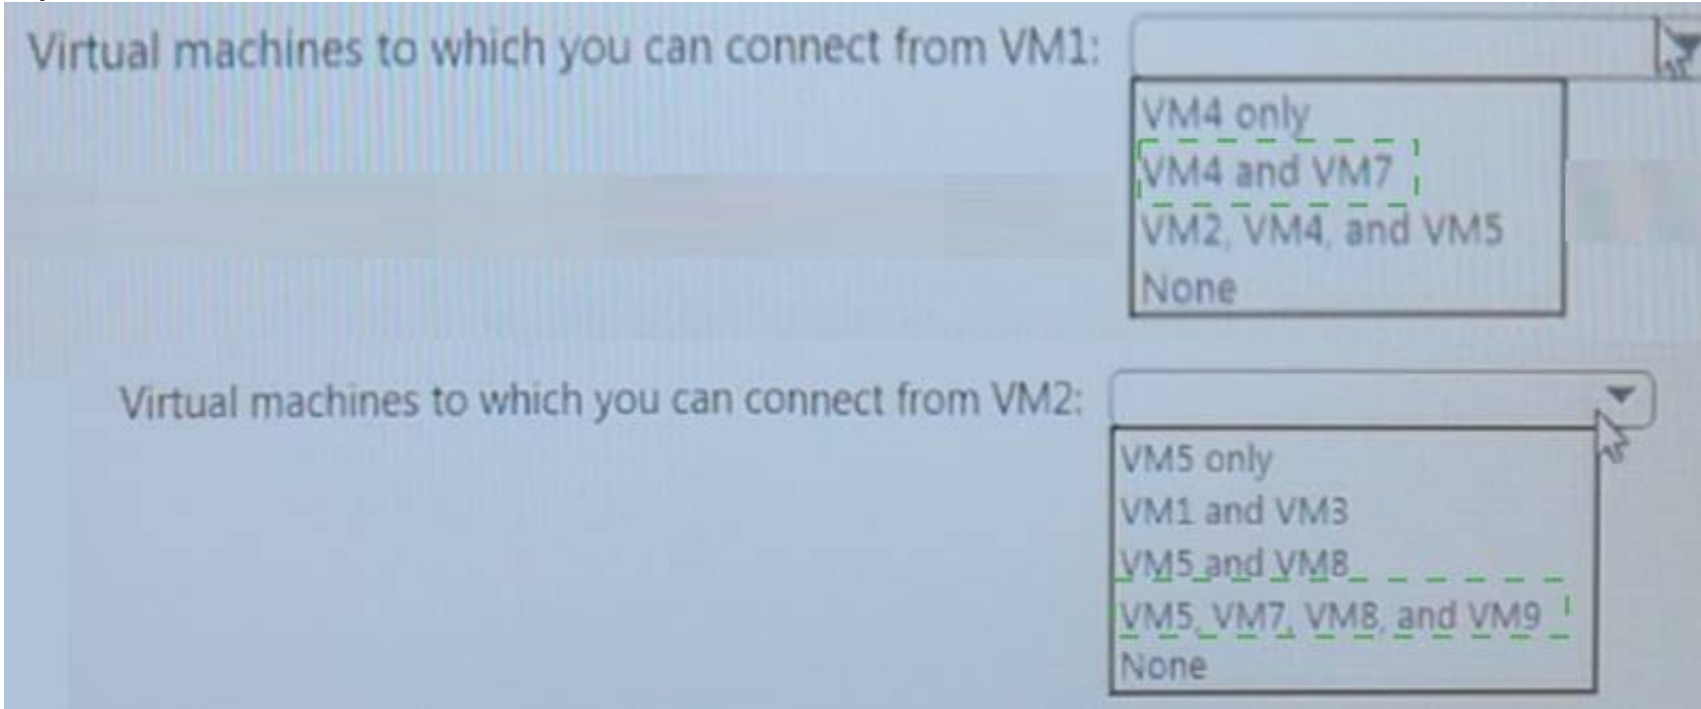 Virtual machines to which you can connect from VM1:
VM4 only
VM4 and VM7
VM2, VM4, and VM5
None
Virtual machines to which you can connect from VM2:
VM5 only
VM1 and VM3
VM5 and VM8
VM5, VM7, VM8, and VM9
None